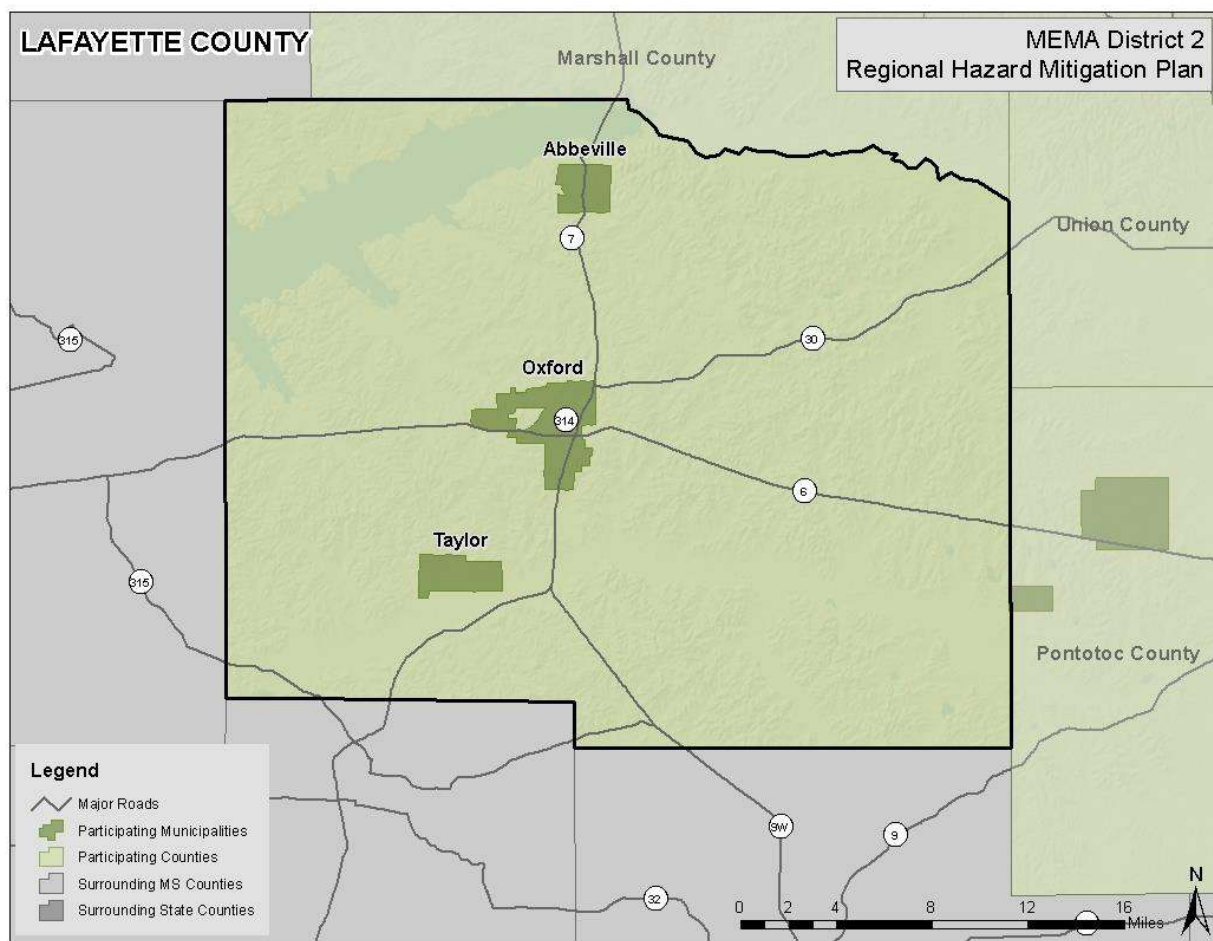 LAFAYETTE COUNTY
MEMA District 2
Regional Hazard Mitigation Plan
Marshall County
Abbeville
Union County
7
315
30
Oxford
314
6
Taylor
315
Pontotoc County
Legend
Major Roads
Participating Municipalities
Participating Counties
Surrounding MS Counties
Surrounding State Counties
9W
9
32
N
0 2 4 8 12 16
Miles